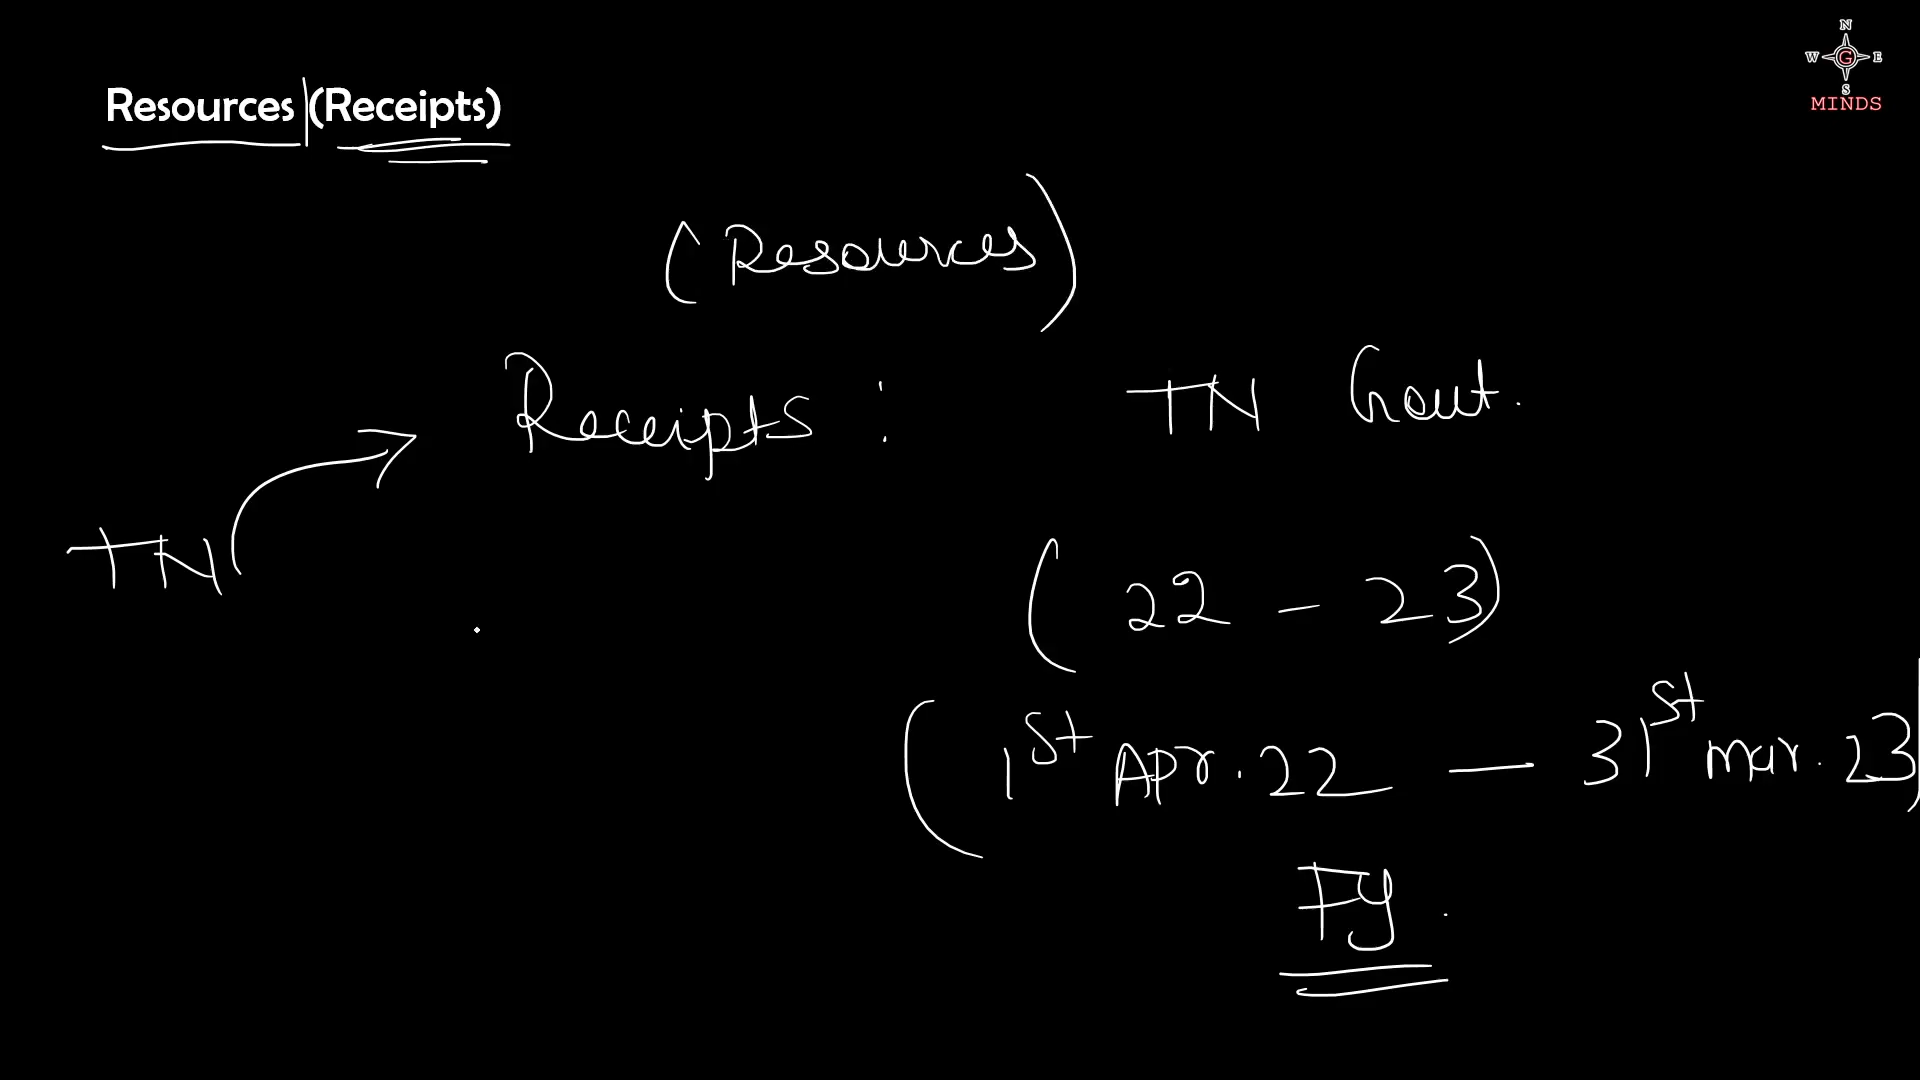 Resources (Receipts)
N
W G E
S
MINDS
(Resources)
Receipts : TN Govt.
TN
(22 - 23)
(1st Apr. 22 — 31st mar. 23)
FY.